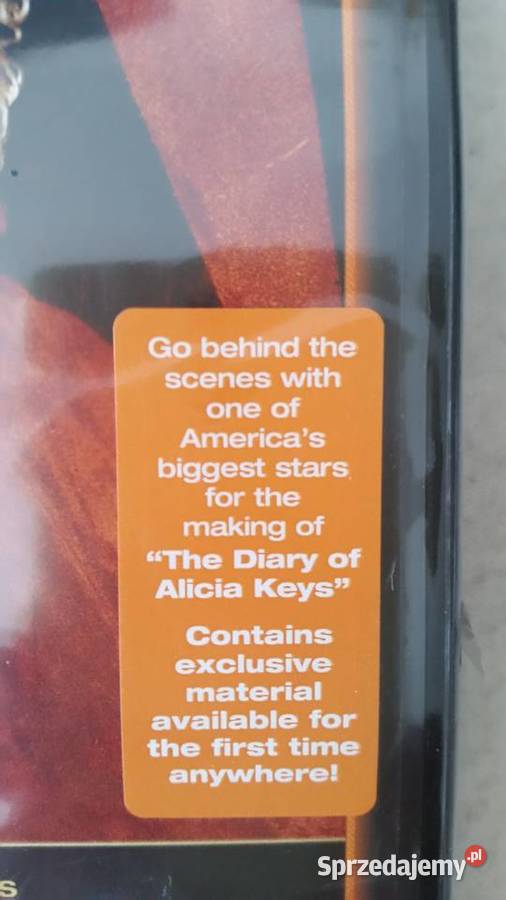 Go behind the
scenes with
one of
America's
biggest stars
for the
making of
“The Diary of
Alicia Keys”
Contains
exclusive
material
available for
the first time
anywhere!
s
Sprzedajemy.pl